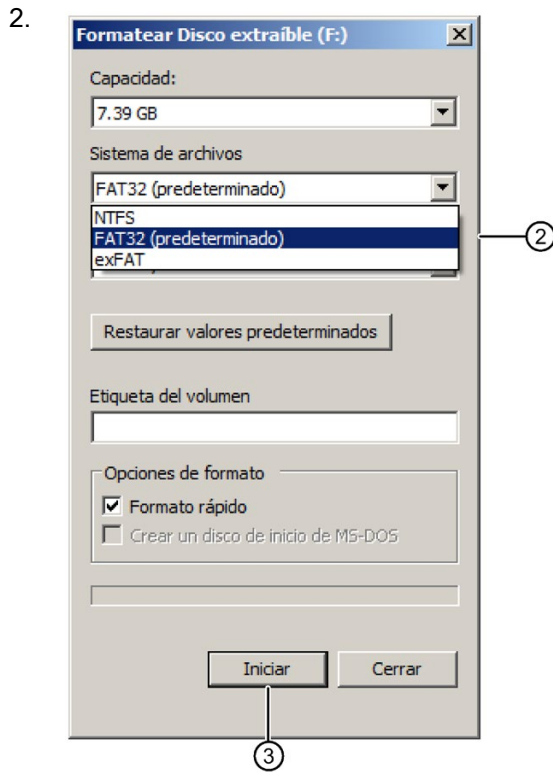 2.
Formatear Disco extraíble (F:)
Capacidad:
7.39 GB
Sistema de archivos
FAT32 (predeterminado)
NTFS
FAT32 (predeterminado)
exFAT
2
Restaurar valores predeterminados
Etiqueta del volumen
Opciones de formato
Formato rápido
Crear un disco de inicio de MS-DOS
Iniciar
Cerrar
3